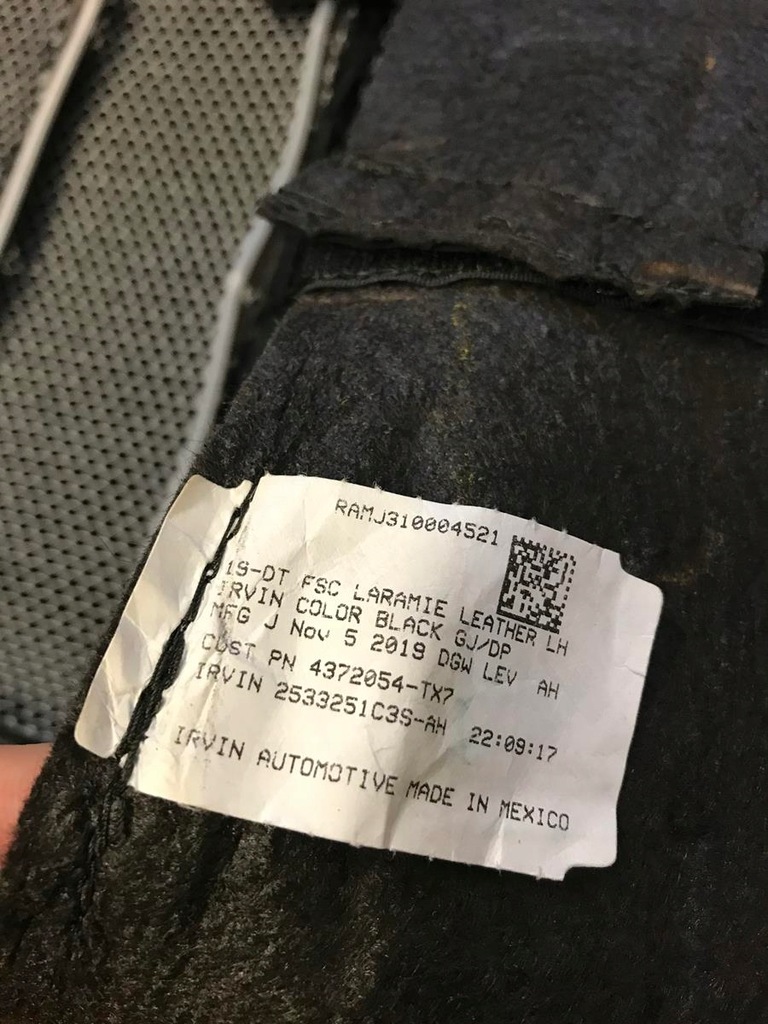 RAMJ310004521
19-DT FSC LARAMIE LEATHER LH
IRVIN COLOR BLACK GJ/DP
MFG J Nov 5 2019 DGW LEV AH
CUST PN 4372054-TX7
IRVIN 2533251C3S-AH 22:09:17
IRVIN AUTOMOTIVE MADE IN MEXICO